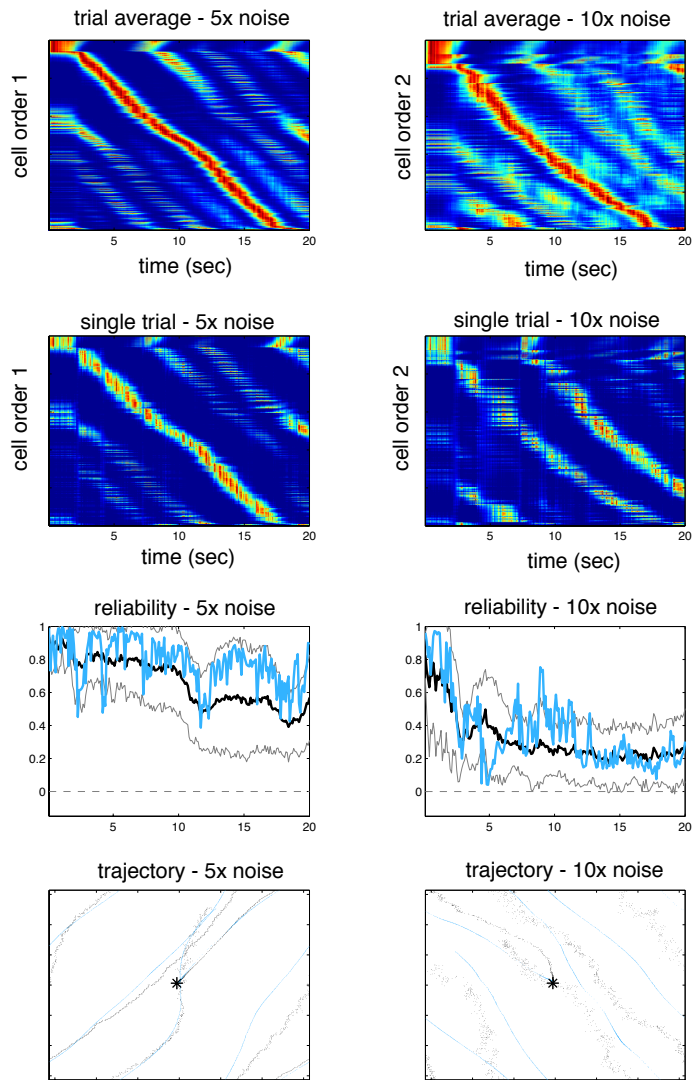 trial average - 5x noise
cell order 1
5 10 15 20
time (sec)
trial average - 10x noise
cell order 2
5 10 15 20
time (sec)
single trial - 5x noise
cell order 1
5 10 15 20
time (sec)
single trial - 10x noise
cell order 2
5 10 15 20
time (sec)
reliability - 5x noise
1
0.8
0.6
0.4
0.2
0
5 10 15 20
reliability - 10x noise
1
0.8
0.6
0.4
0.2
0
5 10 15 20
trajectory - 5x noise
trajectory - 10x noise